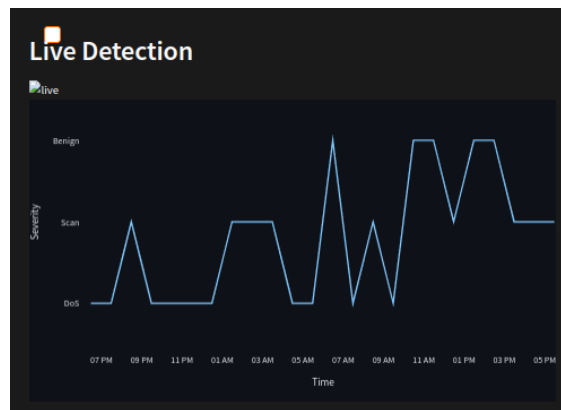 Live Detection
live
Benign
Severity
Scan
DoS
07 PM 09 PM 11 PM 01 AM 03 AM 05 AM 07 AM 09 AM 11 AM 01 PM 03 PM 05 PM
Time